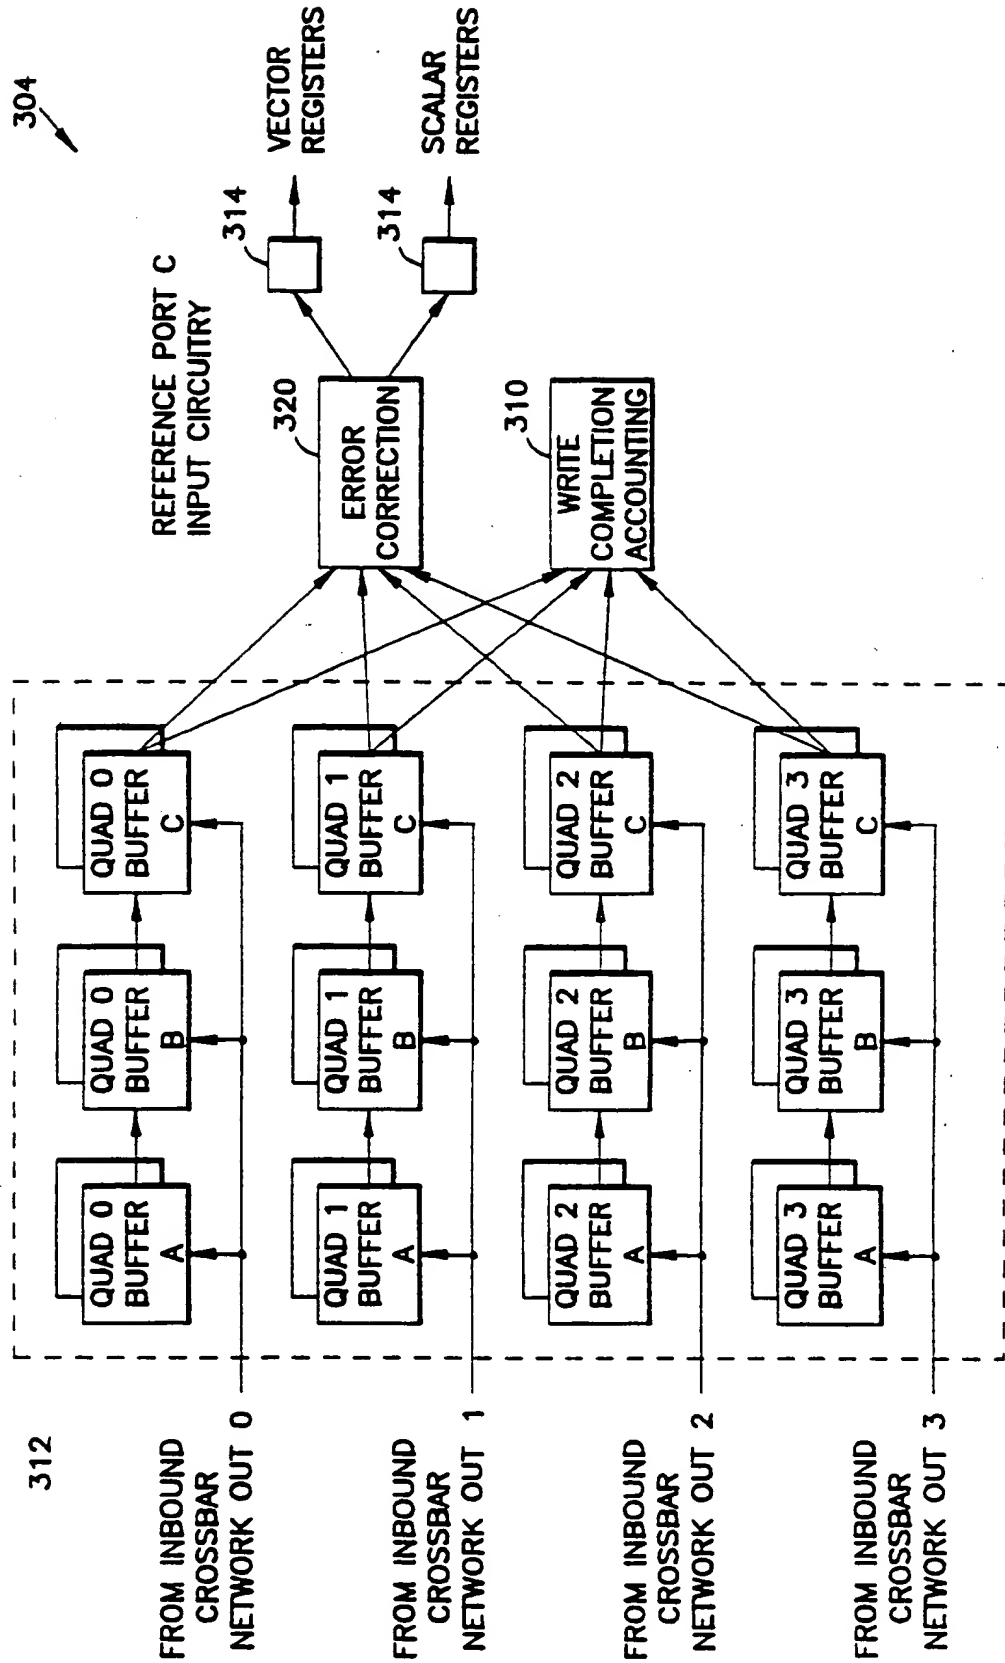 304
REFERENCE PORT C
INPUT CIRCUITRY
312
FROM INBOUND
CROSSBAR
NETWORK OUT 0
QUAD 0
BUFFER
A
QUAD 0
BUFFER
B
QUAD 0
BUFFER
C
FROM INBOUND
CROSSBAR
NETWORK OUT 1
QUAD 1
BUFFER
A
QUAD 1
BUFFER
B
QUAD 1
BUFFER
C
FROM INBOUND
CROSSBAR
NETWORK OUT 2
QUAD 2
BUFFER
A
QUAD 2
BUFFER
B
QUAD 2
BUFFER
C
FROM INBOUND
CROSSBAR
NETWORK OUT 3
QUAD 3
BUFFER
A
QUAD 3
BUFFER
B
QUAD 3
BUFFER
C
320
ERROR
CORRECTION
310
WRITE
COMPLETION
ACCOUNTING
314
VECTOR
REGISTERS
314
SCALAR
REGISTERS